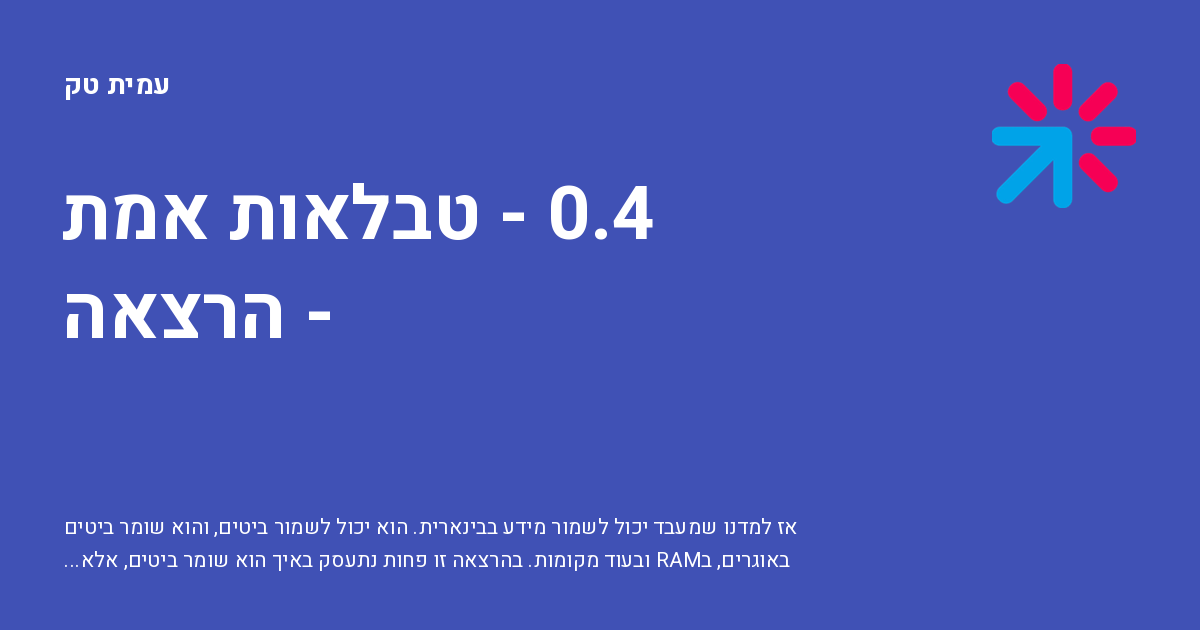 עמית טק
0.4 - טבלאות אמת
- הרצאה
אז למדנו שמעבד יכול לשמור מידע בבינארית. הוא יכול לשמור ביטים, והוא שומר ביטים
באוגרים, בRAM ובעוד מקומות. בהרצאה זו פחות נתעסק באיך הוא שומר ביטים, אלא...